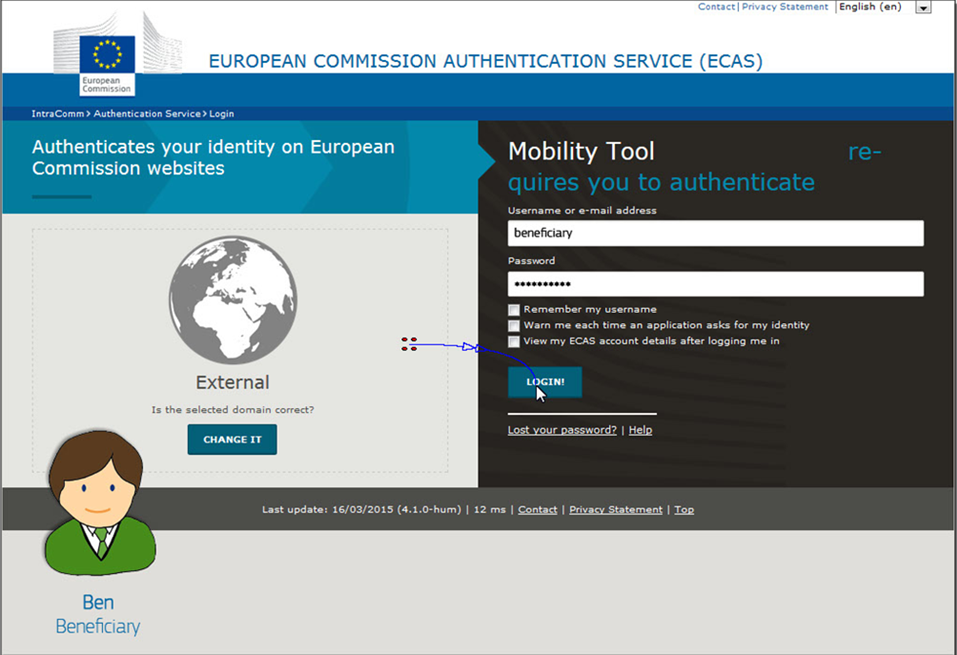 Contact | Privacy Statement English (en)
European
Commission
EUROPEAN COMMISSION AUTHENTICATION SERVICE (ECAS)
IntraComm > Authentication Service > Login
Authenticates your identity on European
Commission websites
External
Is the selected domain correct?
CHANGE IT
Mobility Tool re-
quires you to authenticate
Username or e-mail address
beneficiary
Password
••••••••••
Remember my username
Warn me each time an application asks for my identity
View my ECAS account details after logging me in
LOGIN!
Lost your password? | Help
Last update: 16/03/2015 (4.1.0-hum) | 12 ms | Contact | Privacy Statement | Top
Ben
Beneficiary